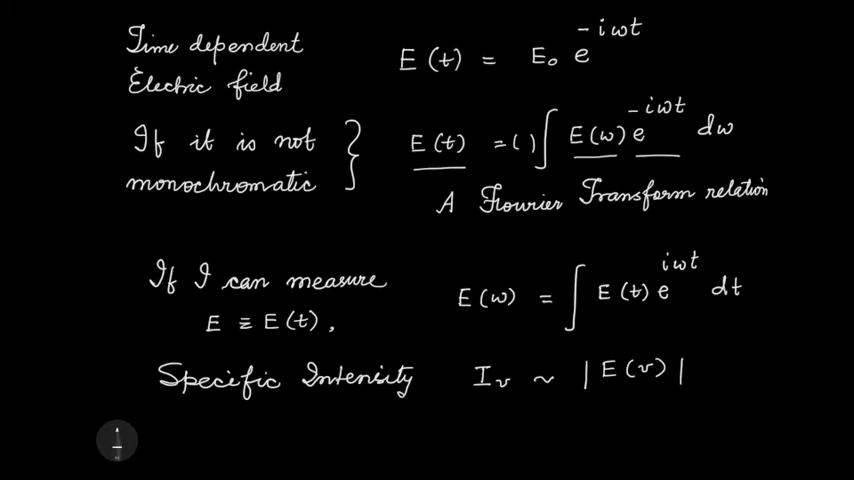 Time dependent E(t) = E₀ e^{-iωt}
Electric field
If it is not } E(t) = ( ) ∫ E(ω) e^{-iωt} dω
monochromatic
A Fourier Transform relation
If I can measure E(ω) = ∫ E(t) e^{iωt} dt
E ≡ E(t),
Specific Intensity I_ν ~ |E(ν)|